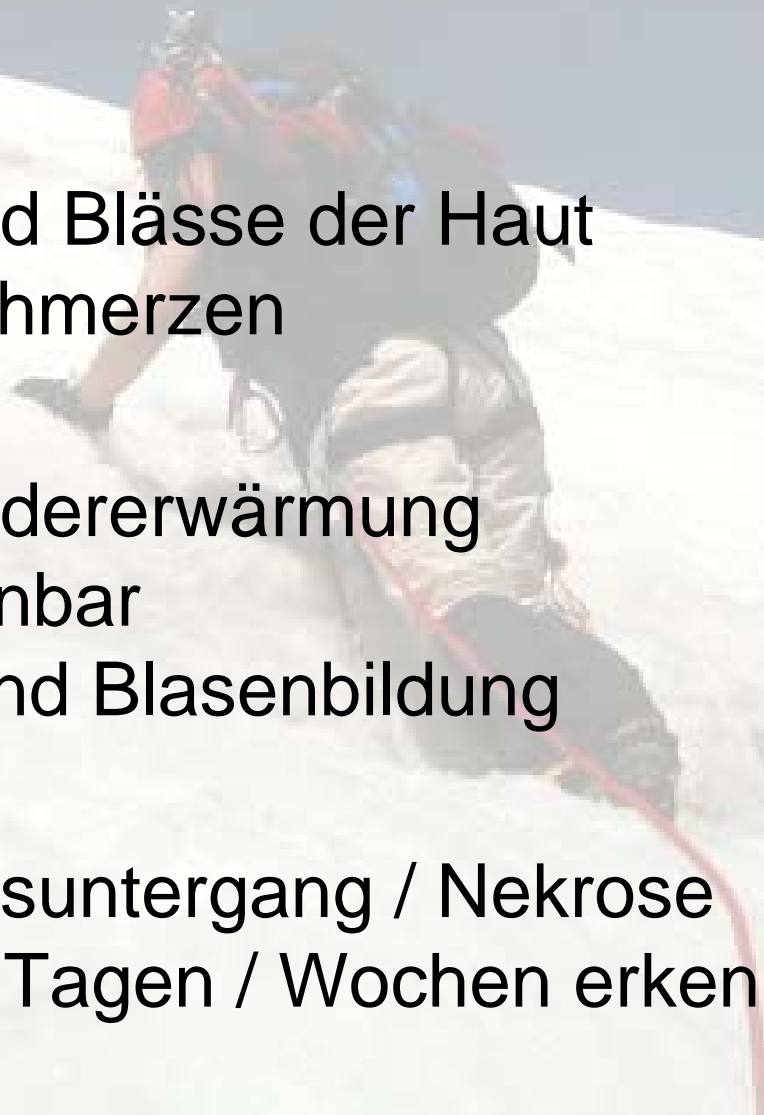 d Blässe der Haut
hmerzen
dererwärmung
nbar
nd Blasenbildung
suntergang / Nekrose
Tagen / Wochen erken